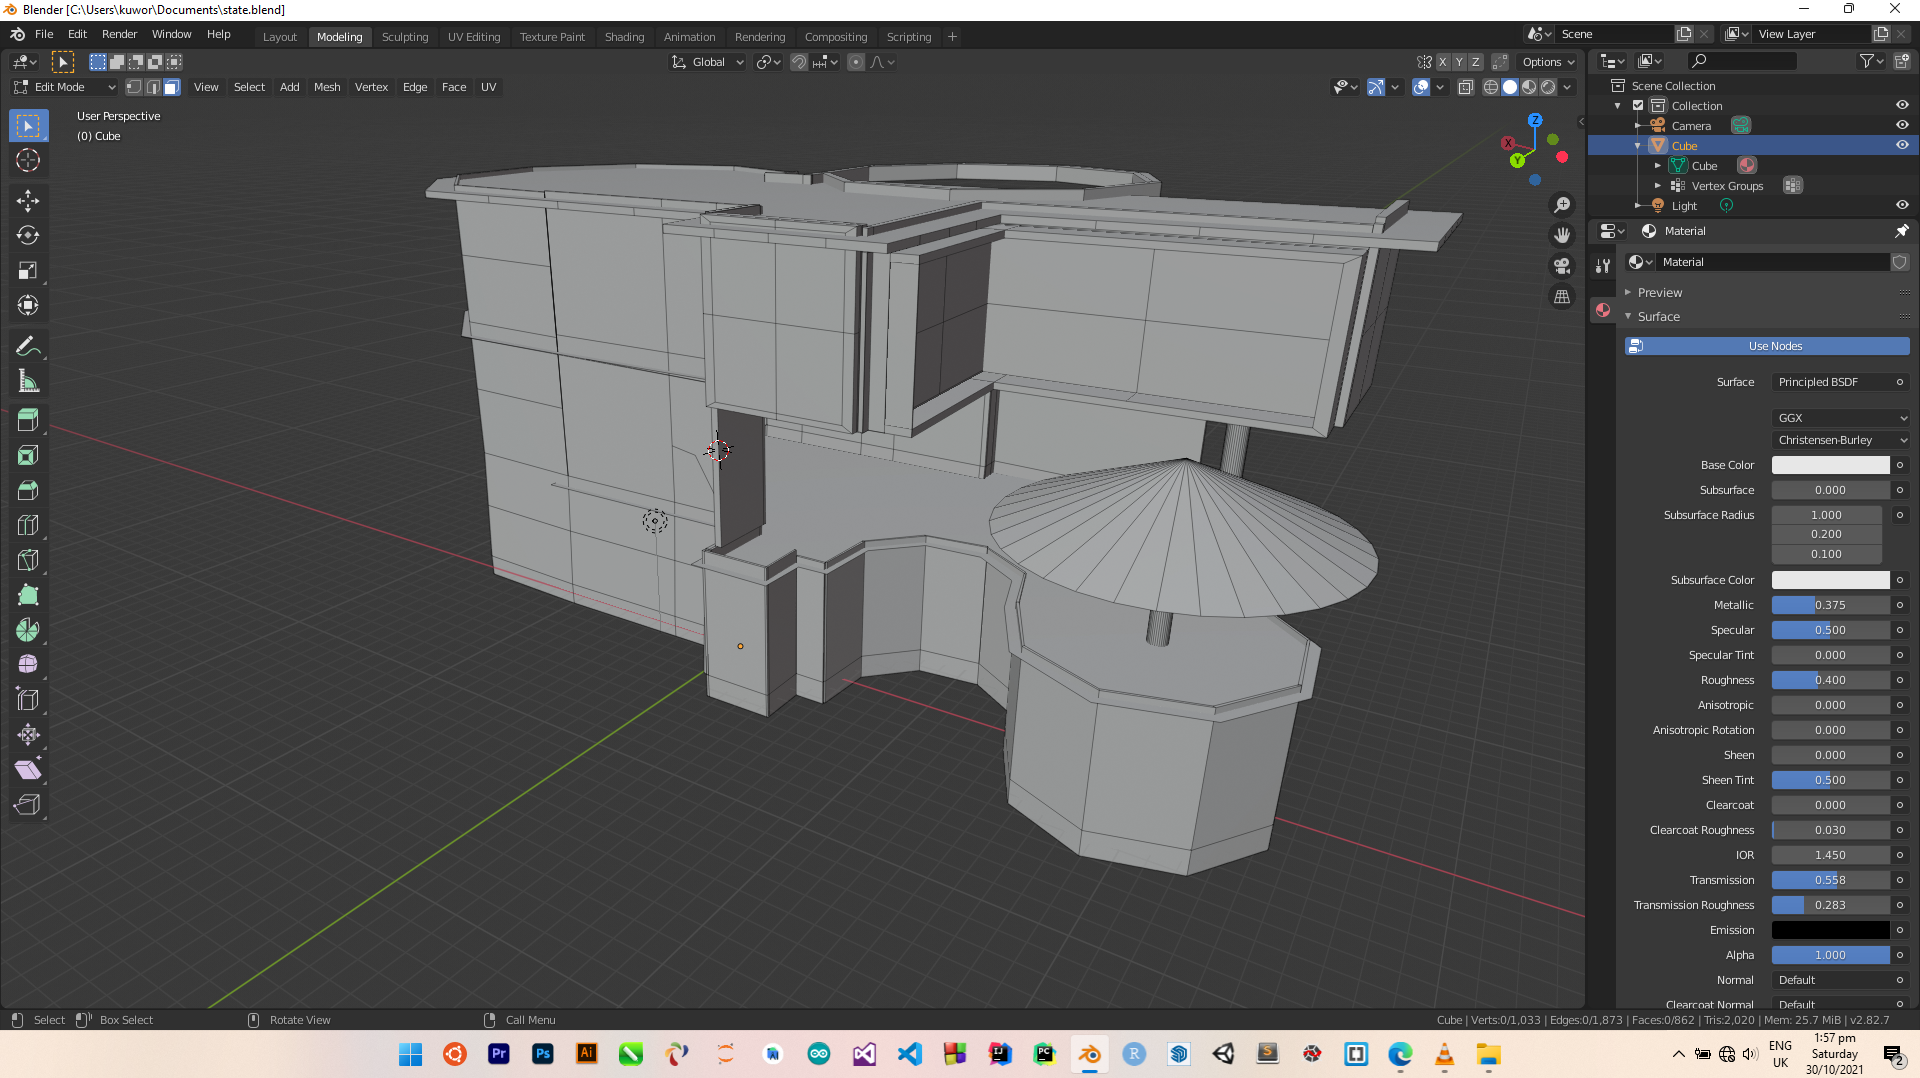 Blender [C:\Users\kuwor\Documents\state.blend]
File Edit Render Window Help
Layout Modeling Sculpting UV Editing Texture Paint Shading Animation Rendering Compositing Scripting +
Scene
View Layer
Global
X Y Z
Options
Edit Mode
View Select Add Mesh Vertex Edge Face UV
User Perspective
(0) Cube
Z
X
Y
Scene Collection
Collection
Camera
Cube
Cube
Vertex Groups
Light
Material
Material
Preview
Surface
Use Nodes
Surface Principled BSDF
GGX
Christensen-Burley
Base Color
Subsurface 0.000
Subsurface Radius 1.000
0.200
0.100
Subsurface Color
Metallic 0.375
Specular 0.500
Specular Tint 0.000
Roughness 0.400
Anisotropic 0.000
Anisotropic Rotation 0.000
Sheen 0.000
Sheen Tint 0.500
Clearcoat 0.000
Clearcoat Roughness 0.030
IOR 1.450
Transmission 0.558
Transmission Roughness 0.283
Emission
Alpha 1.000
Normal Default
Clearcoat Normal Default
Select Box Select Rotate View Call Menu
Cube | Verts:0/1,033 | Edges:0/1,873 | Faces:0/862 | Tris:2,020 | Mem: 25.7 MiB | v2.82.7
Pr Ps Ai IJ PC R S
ENG
UK
1:57 pm
Saturday
30/10/2021
2